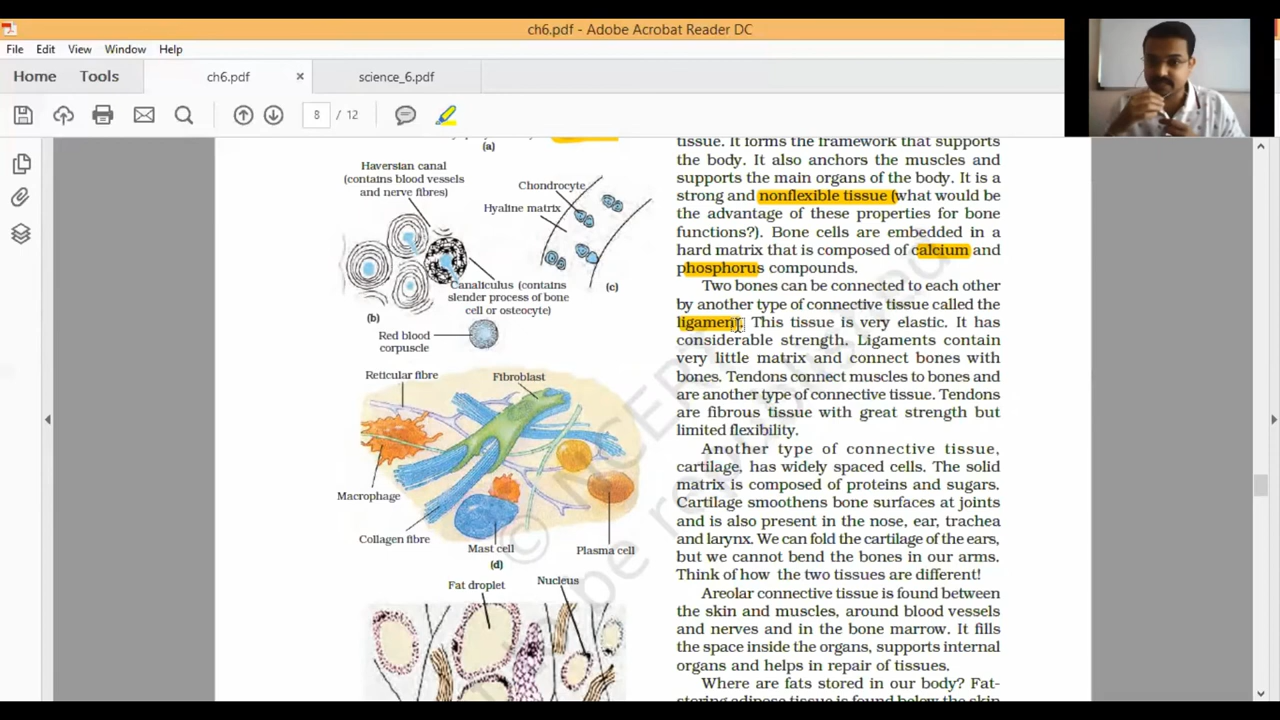 ch6.pdf - Adobe Acrobat Reader DC
File Edit View Window Help
Home Tools ch6.pdf × science_6.pdf
8 / 12
(a)
Haversian canal
(contains blood vessels
and nerve fibres)
Chondrocyte
Hyaline matrix
(c)
Canaliculus (contains
slender process of bone
cell or osteocyte)
(b)
Red blood
corpuscle
Reticular fibre
Fibroblast
Macrophage
Collagen fibre
Mast cell
Plasma cell
(d)
Fat droplet
Nucleus
tissue. It forms the framework that supports
the body. It also anchors the muscles and
supports the main organs of the body. It is a
strong and nonflexible tissue (what would be
the advantage of these properties for bone
functions?). Bone cells are embedded in a
hard matrix that is composed of calcium and
phosphorus compounds.
Two bones can be connected to each other
by another type of connective tissue called the
ligament. This tissue is very elastic. It has
considerable strength. Ligaments contain
very little matrix and connect bones with
bones. Tendons connect muscles to bones and
are another type of connective tissue. Tendons
are fibrous tissue with great strength but
limited flexibility.
Another type of connective tissue,
cartilage, has widely spaced cells. The solid
matrix is composed of proteins and sugars.
Cartilage smoothens bone surfaces at joints
and is also present in the nose, ear, trachea
and larynx. We can fold the cartilage of the ears,
but we cannot bend the bones in our arms.
Think of how the two tissues are different!
Areolar connective tissue is found between
the skin and muscles, around blood vessels
and nerves and in the bone marrow. It fills
the space inside the organs, supports internal
organs and helps in repair of tissues.
Where are fats stored in our body? Fat-
storing adipose tissue is found below the skin
© NCERT
be republished